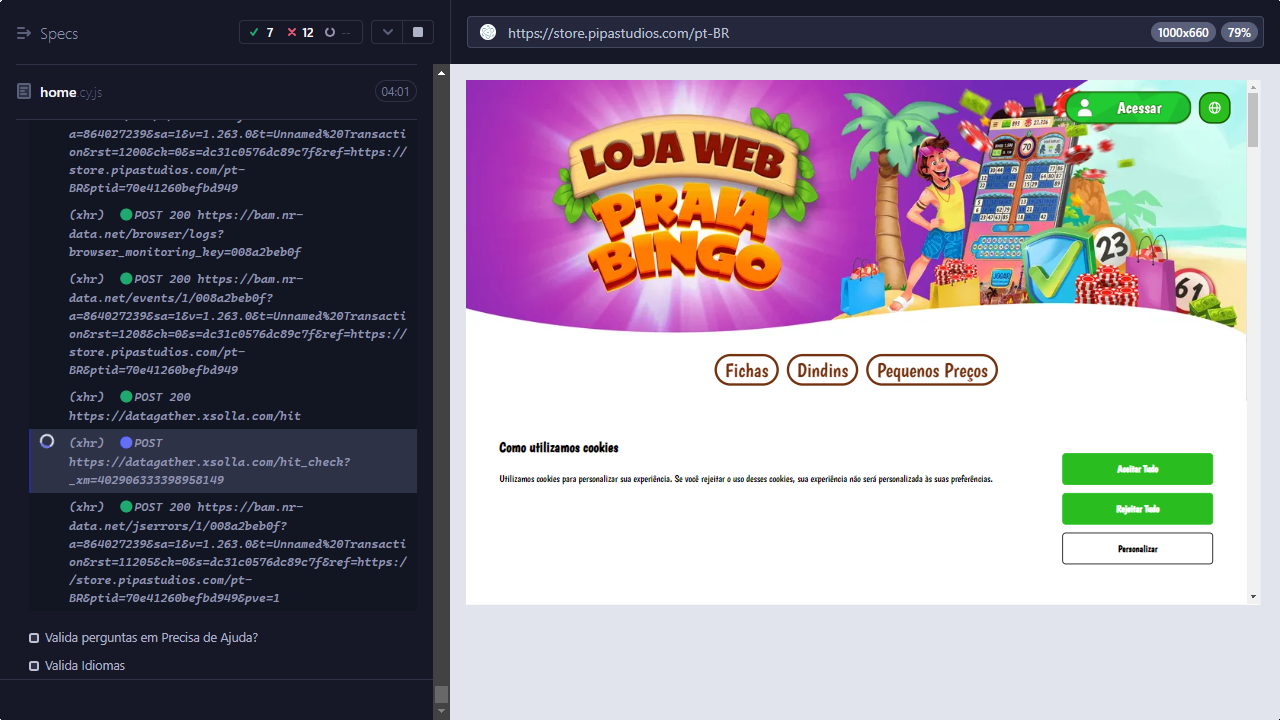 Specs
7
12
--
home.cy.js
04:01
a=864027239&sa=1&v=1.263.0&t=Unnamed%20Transacti
on&rst=1200&ck=0&s=dc31c0576dc89c7f&ref=https://
store.pipastudios.com/pt-
BR&ptid=70e41260befbd949
(xhr) POST 200 https://bam.nr-
data.net/browser/logs?
browser_monitoring_key=008a2beb0f…
(xhr) POST 200 https://bam.nr-
data.net/events/1/008a2beb0f?
a=864027239&sa=1&v=1.263.0&t=Unnamed%20Transacti
on&rst=1208&ck=0&s=dc31c0576dc89c7f&ref=https://
store.pipastudios.com/pt-
BR&ptid=70e41260befbd949
(xhr) POST 200
https://datagather.xsolla.com/hit
(xhr) POST
https://datagather.xsolla.com/hit_check?
_xm=402906333398958149
(xhr) POST 200 https://bam.nr-
data.net/jserrors/1/008a2beb0f?
a=864027239&sa=1&v=1.263.0&t=Unnamed%20Transacti
on&rst=11205&ck=0&s=dc31c0576dc89c7f&ref=https:/
/store.pipastudios.com/pt-
BR&ptid=70e41260befbd949&pve=1
Valida perguntas em Precisa de Ajuda?
Valida Idiomas
https://store.pipastudios.com/pt-BR
1000x660
79%
Acessar
LOJA WEB
PRAIA
BINGO
70
23
61
Fichas
Dindins
Pequenos Preços
Como utilizamos cookies
Utilizamos cookies para personalizar sua experiência. Se você rejeitar o uso desses cookies, sua experiência não será personalizada às suas preferências.
Aceitar Tudo
Rejeitar Tudo
Personalizar